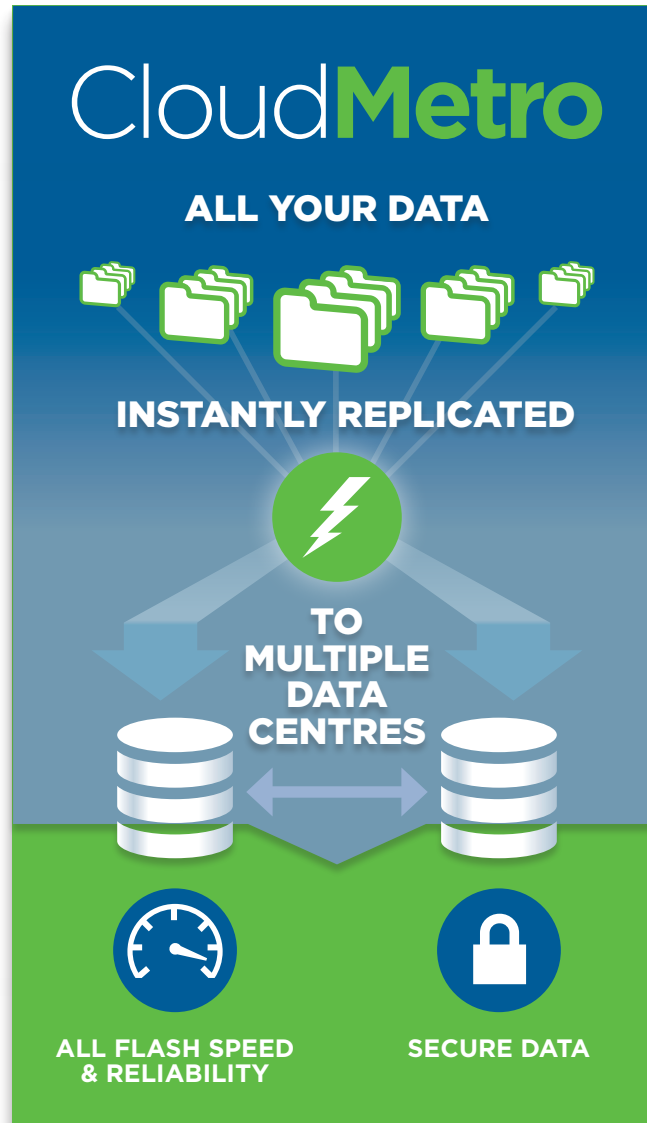 CloudMetro
ALL YOUR DATA
INSTANTLY REPLICATED
TO
MULTIPLE
DATA
CENTRES
ALL FLASH SPEED
& RELIABILITY
SECURE DATA